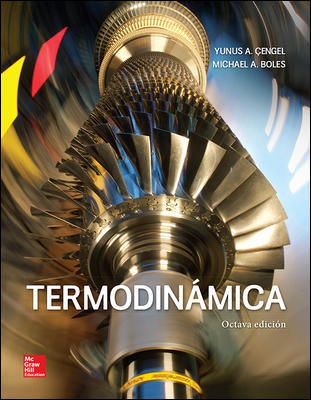 YUNUS A. ÇENGEL
MICHAEL A. BOLES
TERMODINÁMICA
Octava edición
Mc
Graw
Hill
Education